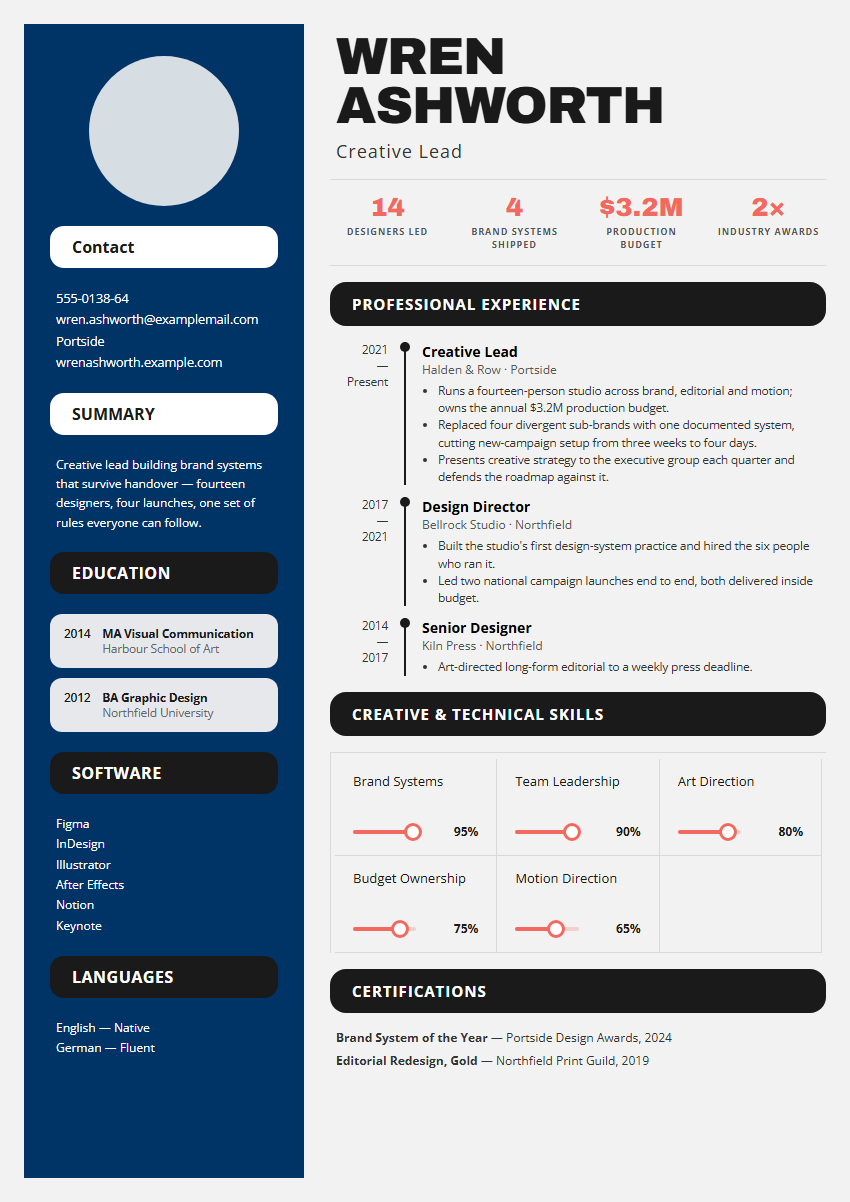 Contact
555-0138-64
wren.ashworth@examplemail.com
Portside
wrenashworth.example.com
SUMMARY
Creative lead building brand systems
that survive handover — fourteen
designers, four launches, one set of
rules everyone can follow.
EDUCATION
2014 MA Visual Communication
Harbour School of Art
2012 BA Graphic Design
Northfield University
SOFTWARE
Figma
InDesign
Illustrator
After Effects
Notion
Keynote
LANGUAGES
English — Native
German — Fluent
WREN
ASHWORTH
Creative Lead
14
DESIGNERS LED
4
BRAND SYSTEMS
SHIPPED
$3.2M
PRODUCTION
BUDGET
2×
INDUSTRY AWARDS
PROFESSIONAL EXPERIENCE
2021
—
Present
Creative Lead
Halden & Row · Portside
• Runs a fourteen-person studio across brand, editorial and motion;
owns the annual $3.2M production budget.
• Replaced four divergent sub-brands with one documented system,
cutting new-campaign setup from three weeks to four days.
• Presents creative strategy to the executive group each quarter and
defends the roadmap against it.
2017
—
2021
Design Director
Bellrock Studio · Northfield
• Built the studio's first design-system practice and hired the six people
who ran it.
• Led two national campaign launches end to end, both delivered inside
budget.
2014
—
2017
Senior Designer
Kiln Press · Northfield
• Art-directed long-form editorial to a weekly press deadline.
CREATIVE & TECHNICAL SKILLS
Brand Systems
95%
Team Leadership
90%
Art Direction
80%
Budget Ownership
75%
Motion Direction
65%
CERTIFICATIONS
Brand System of the Year — Portside Design Awards, 2024
Editorial Redesign, Gold — Northfield Print Guild, 2019